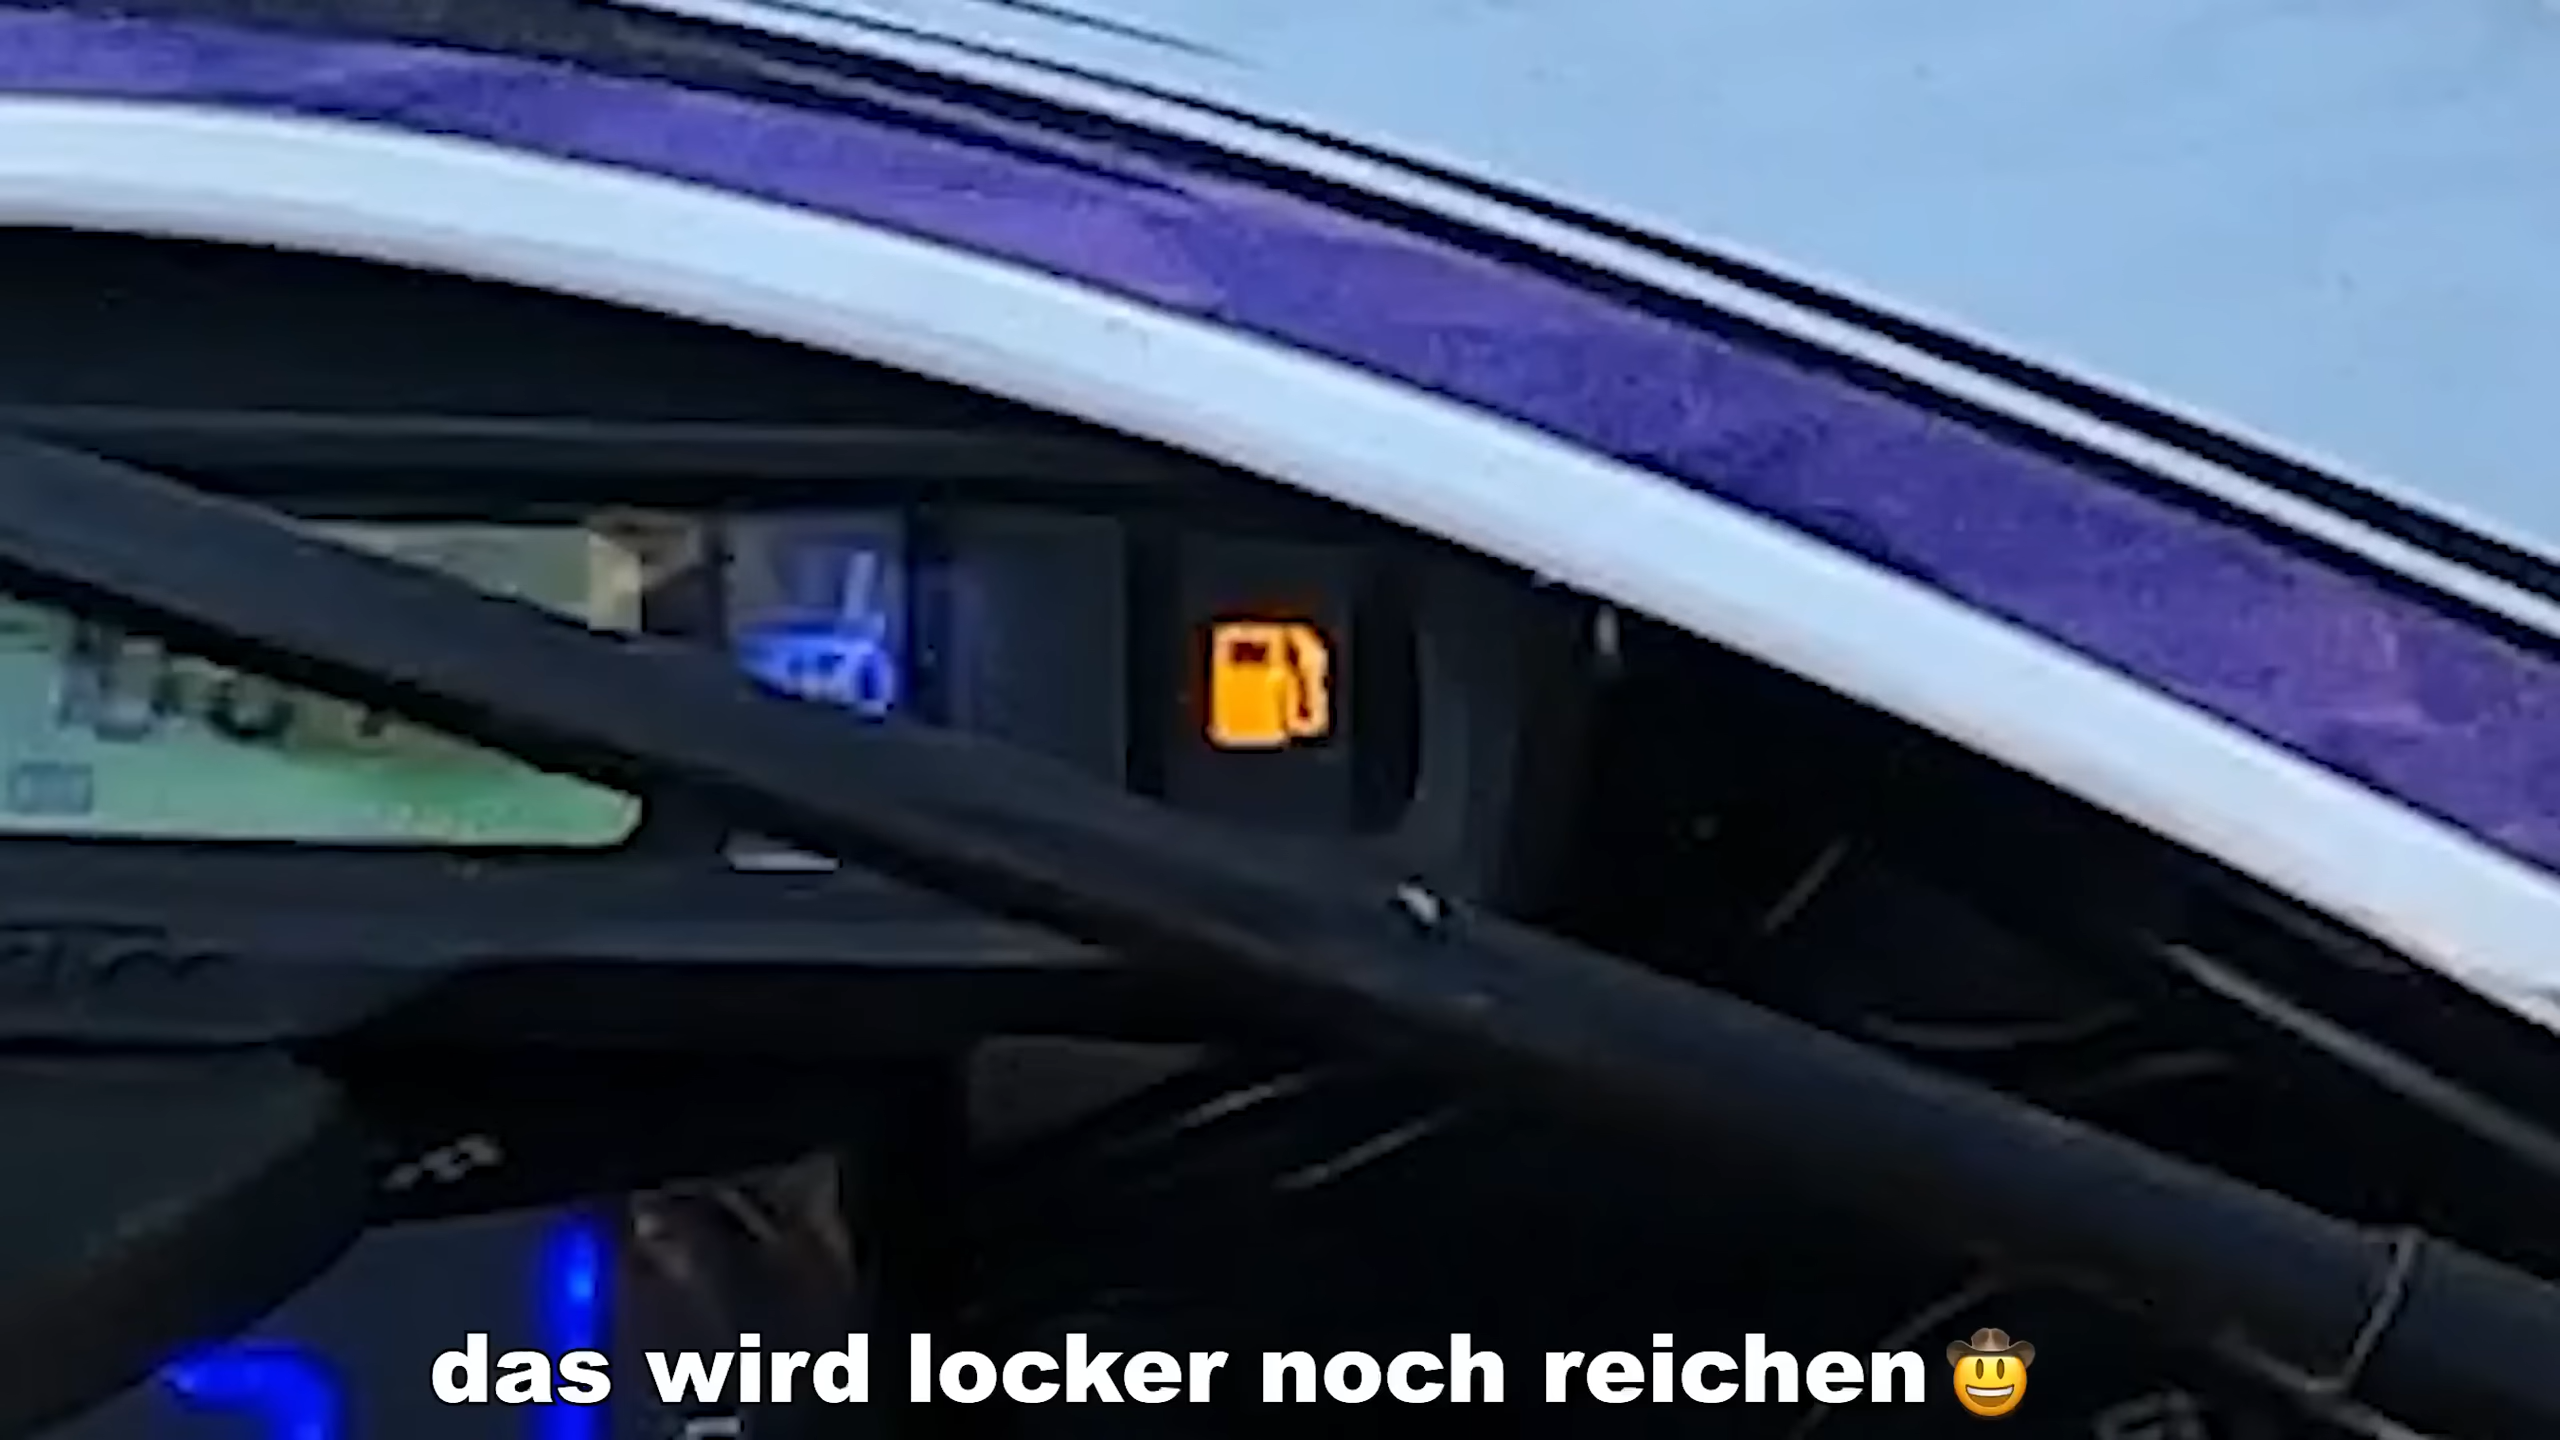 das wird locker noch reichen🤠